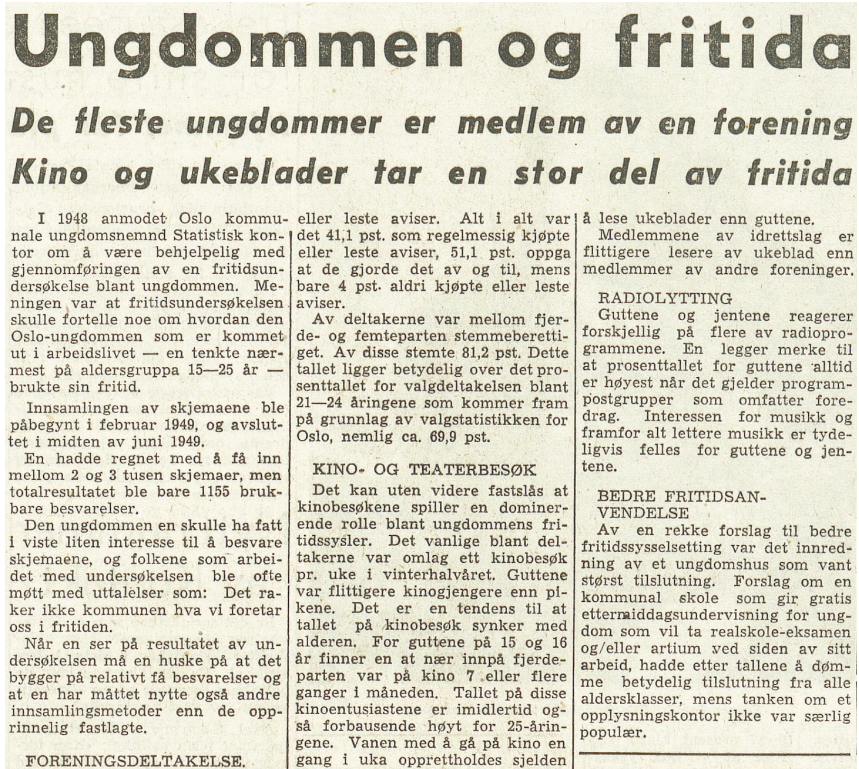 Ungdommen og fritida
De fleste ungdommer er medlem av en forening
Kino og ukeblader tar en stor del av fritida
I 1948 anmodet Oslo kommu-
nale ungdomsnemnd Statistisk kon-
tor om å være behjelpelig med
gjennomføringen av en fritidsun-
dersøkelse blant ungdommen. Me-
ningen var at fritidsundersøkelsen
skulle fortelle noe om hvordan den
Oslo-ungdommen som er kommet
ut i arbeidslivet — en tenkte nær-
mest på aldersgruppa 15—25 år —
brukte sin fritid.
Innsamlingen av skjemaene ble
påbegynt i februar 1949, og avslut-
tet i midten av juni 1949.
En hadde regnet med å få inn
mellom 2 og 3 tusen skjemaer, men
totalresultatet ble bare 1155 bruk-
bare besvarelser.
Den ungdommen en skulle ha fatt
i viste liten interesse til å besvare
skjemaene, og folkene som arbei-
det med undersøkelsen ble ofte
møtt med uttalelser som: Det ra-
ker ikke kommunen hva vi foretar
oss i fritiden.
Når en ser på resultatet av un-
dersøkelsen må en huske på at det
bygger på relativt få besvarelser og
at en har måttet nytte også andre
innsamlingsmetoder enn de opp-
rinnelig fastlagte.
FORENINGSDELTAKELSE.
eller leste aviser. Alt i alt var
det 41,1 pst. som regelmessig kjøpte
eller leste aviser, 51,1 pst. oppga
at de gjorde det av og til, mens
bare 4 pst. aldri kjøpte eller leste
aviser.
Av deltakerne var mellom fjer-
de- og femteparten stemmeberetti-
get. Av disse stemte 81,2 pst. Dette
tallet ligger betydelig over det pro-
senttallet for valgdeltakelsen blant
21—24 åringene som kommer fram
på grunnlag av valgstatistikken for
Oslo, nemlig ca. 69,9 pst.
KINO- OG TEATERBESØK
Det kan uten videre fastslås at
kinobesøkene spiller en dominer-
ende rolle blant ungdommens fri-
tidssysler. Det vanlige blant del-
takerne var omlag ett kinobesøk
pr. uke i vinterhalvåret. Guttene
var flittigere kinogjengere enn pi-
kene. Det er en tendens til at
tallet på kinobesøk synker med
alderen. For guttene på 15 og 16
år finner en at nær innpå fjerde-
parten var på kino 7 eller flere
ganger i måneden. Tallet på disse
kinoentusiastene er imidlertid og-
så forbausende høyt for 25-årin-
gene. Vanen med å gå på kino en
gang i uka opprettholdes sjelden
å lese ukeblader enn guttene.
Medlemmene av idrettslag er
flittigere lesere av ukeblad enn
medlemmer av andre foreninger.
RADIOLYTTING
Guttene og jentene reagerer
forskjellig på flere av radiopro-
grammene. En legger merke til
at prosenttallet for guttene alltid
er høyest når det gjelder program-
postgrupper som omfatter fore-
drag. Interessen for musikk og
framfor alt lettere musikk er tyde-
ligvis felles for guttene og jen-
tene.
BEDRE FRITIDSAN-
VENDELSE
Av en rekke forslag til bedre
fritidssysselsetting var det innred-
ning av et ungdomshus som vant
størst tilslutning. Forslag om en
kommunal skole som gir gratis
ettermiddagsundervisning for ung-
dom som vil ta realskole-eksamen
og/eller artium ved siden av sitt
arbeid, hadde etter tallene å døm-
me betydelig tilslutning fra alle
aldersklasser, mens tanken om et
opplysningskontor ikke var særlig
populær.